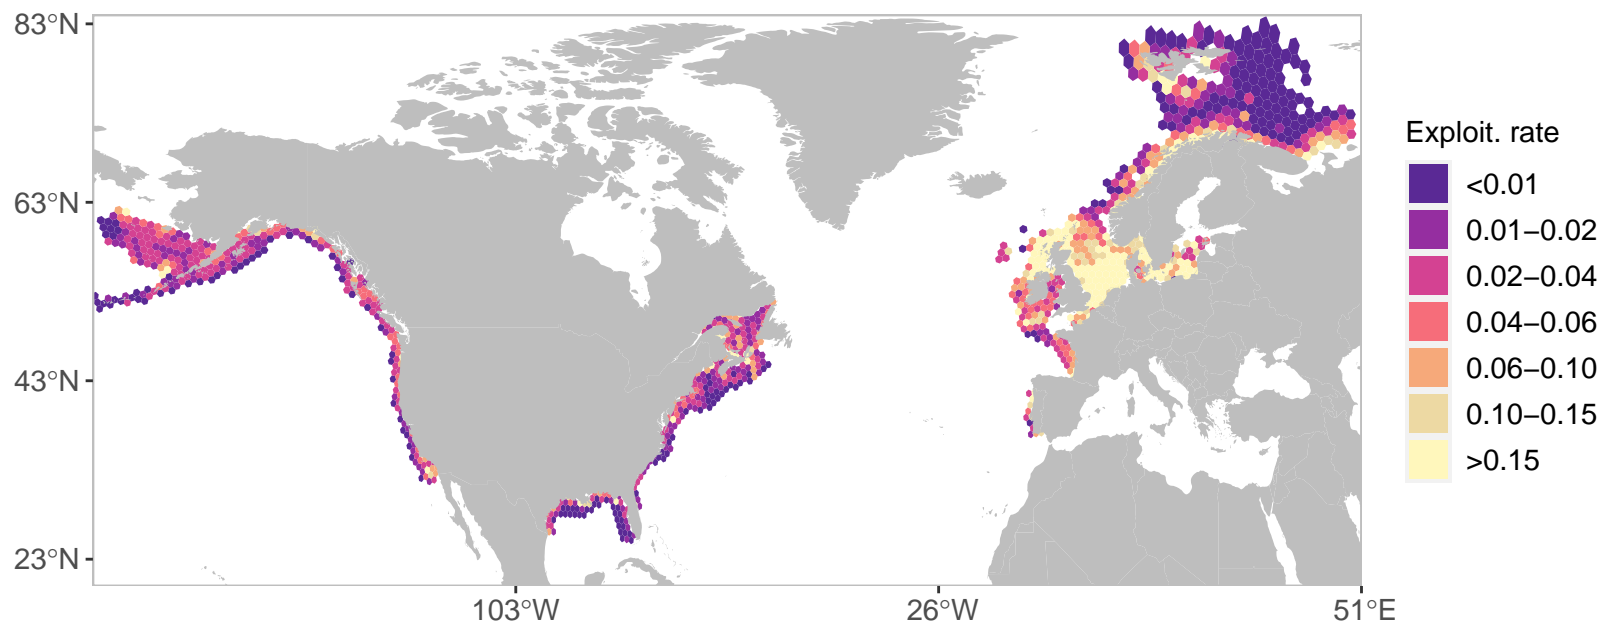 83°N
63°N
43°N
23°N
103°W
26°W
51°E
Exploit. rate
<0.01
0.01−0.02
0.02−0.04
0.04−0.06
0.06−0.10
0.10−0.15
>0.15